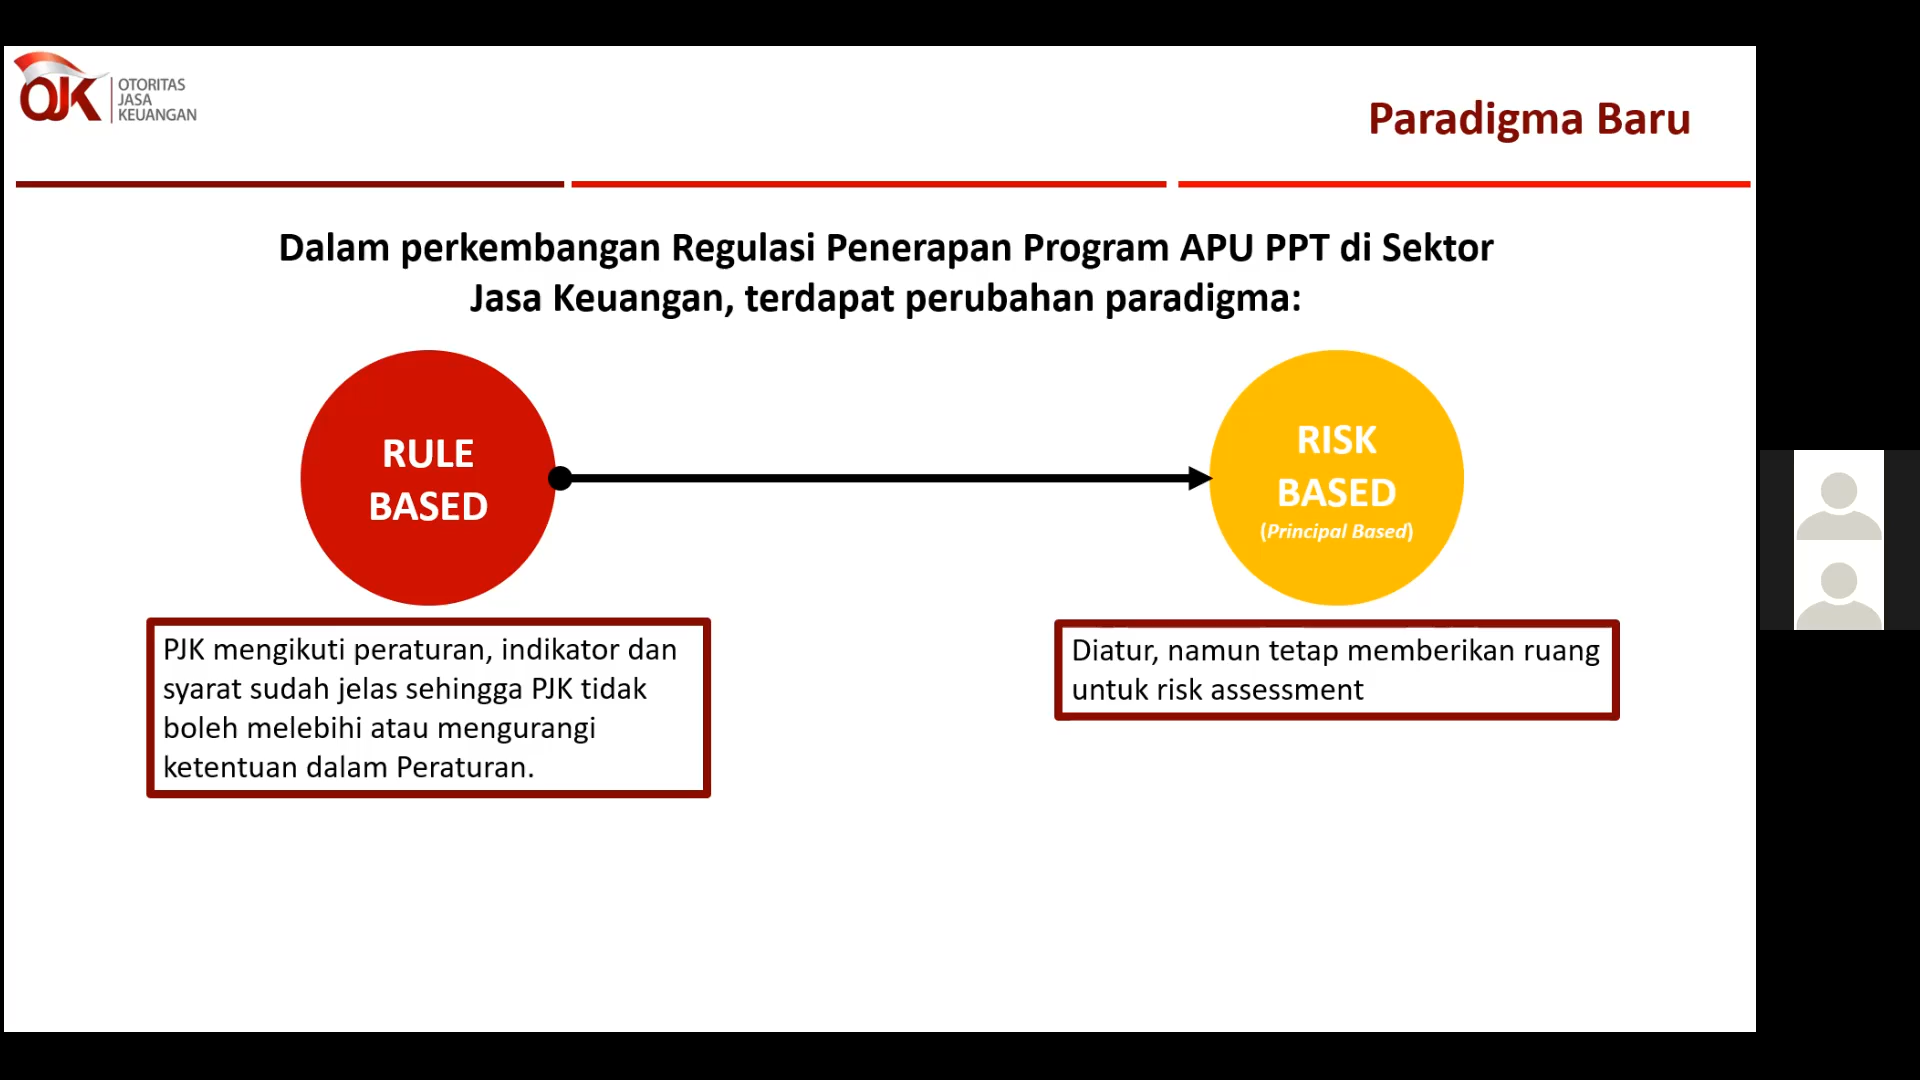 OJK
OTORITAS
JASA
KEUANGAN
Paradigma Baru
Dalam perkembangan Regulasi Penerapan Program APU PPT di Sektor
Jasa Keuangan, terdapat perubahan paradigma:
RULE
BASED
RISK
BASED
(Principal Based)
PJK mengikuti peraturan, indikator dan
syarat sudah jelas sehingga PJK tidak
boleh melebihi atau mengurangi
ketentuan dalam Peraturan.
Diatur, namun tetap memberikan ruang
untuk risk assessment